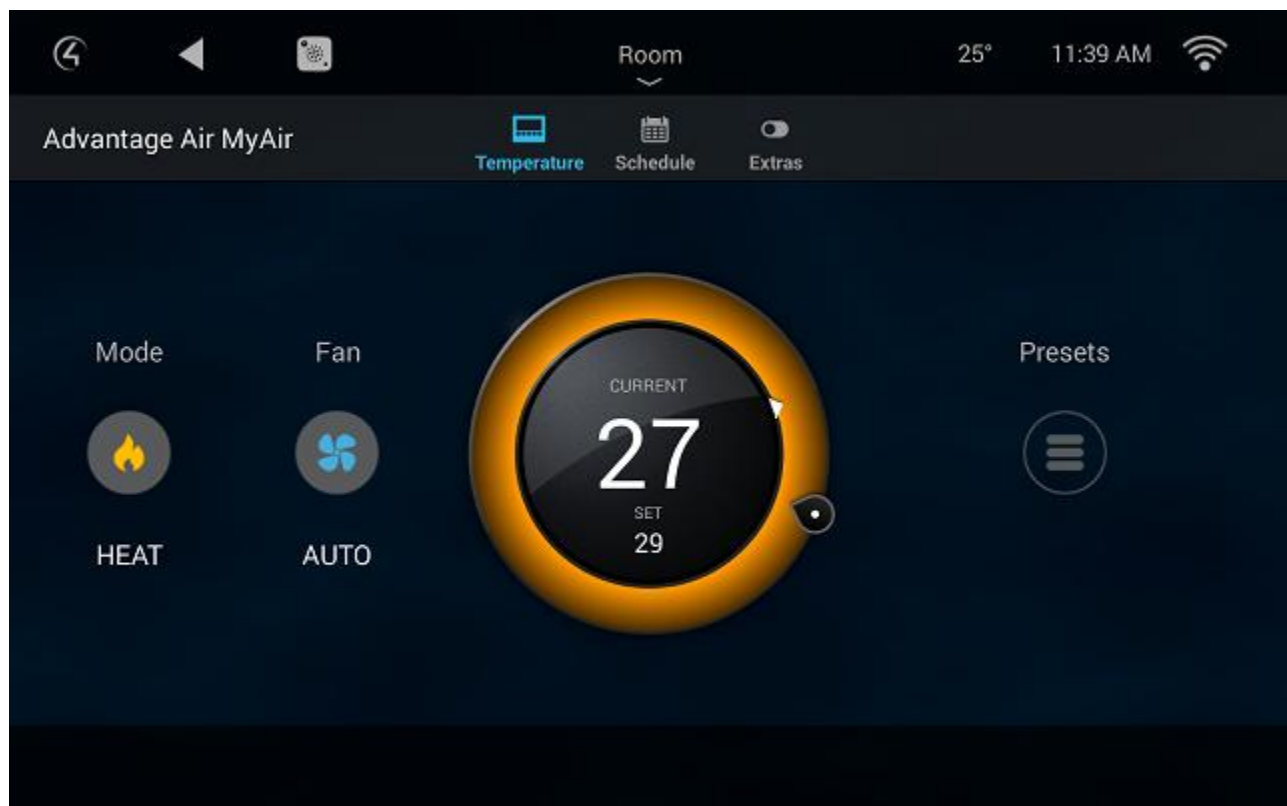 Room
25°
11:39 AM
Advantage Air MyAir
Temperature
Schedule
Extras
Mode
Fan
Presets
CURRENT
27
SET
29
HEAT
AUTO